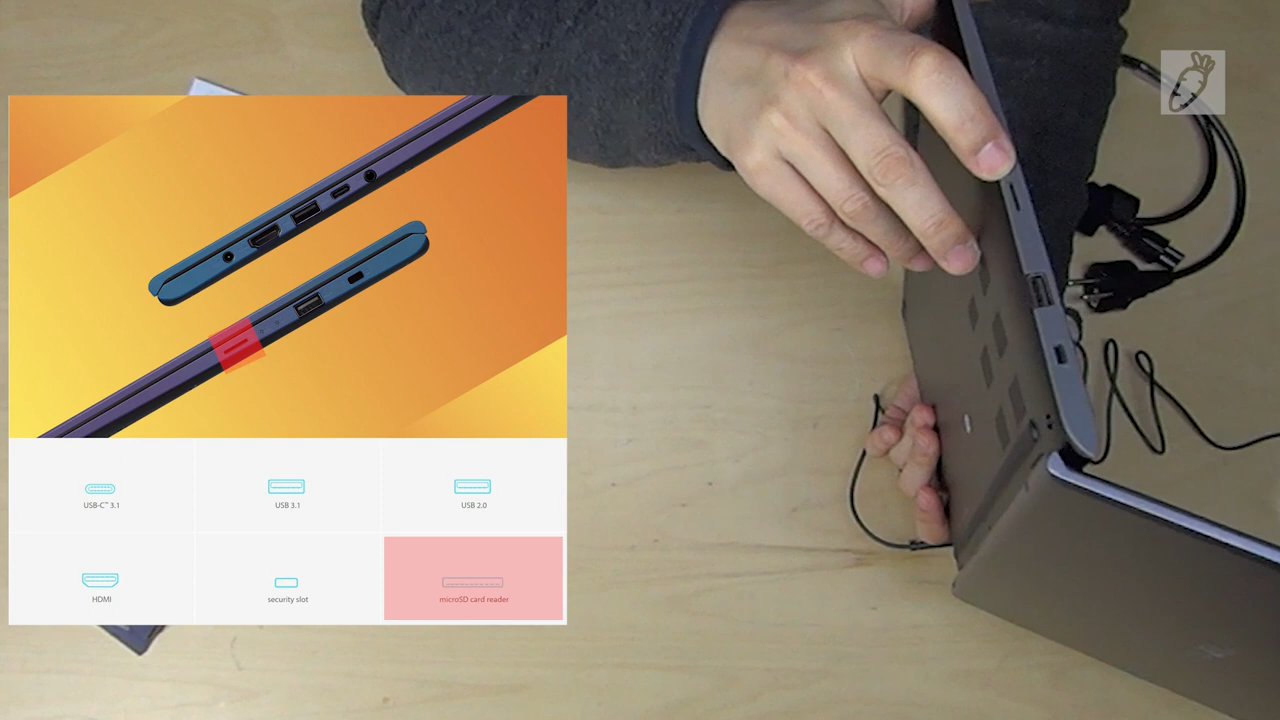 USB-C™ 3.1
USB 3.1
USB 2.0
HDMI
security slot
microSD card reader